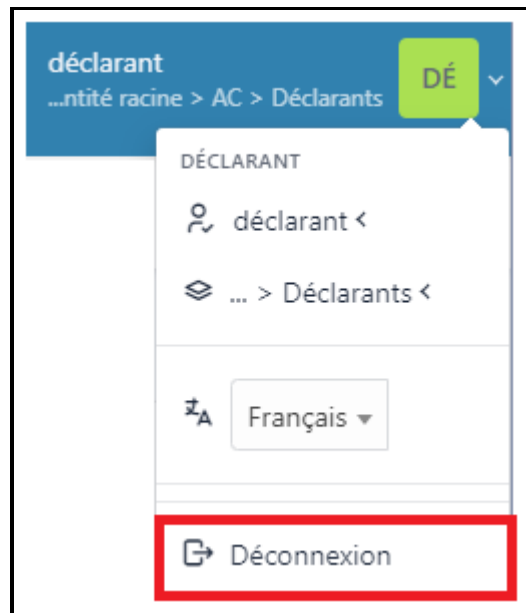 déclarant
...ntité racine > AC > Déclarants
DÉ
DÉCLARANT
déclarant
... > Déclarants
Français
Déconnexion